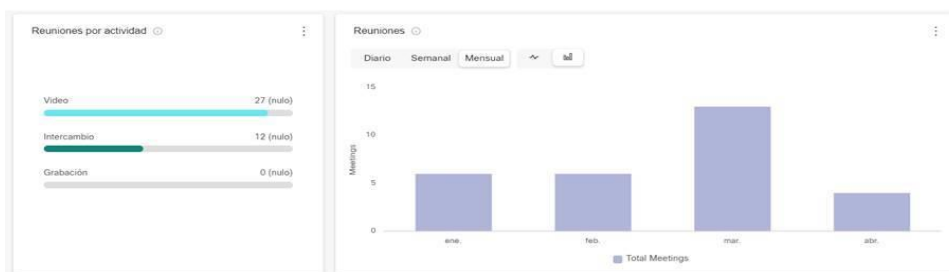 Reuniones por actividad
Video 27 (nulo)
Intercambio 12 (nulo)
Grabación 0 (nulo)
Reuniones
Diario Semanal Mensual
15
10
5
0
Meetings
ene. feb. mar. abr.
Total Meetings